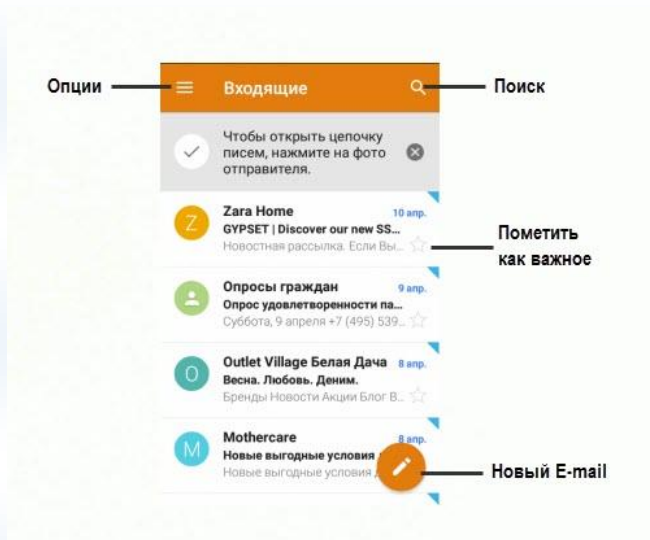 Опции
Входящие
Поиск
Чтобы открыть цепочку
писем, нажмите на фото
отправителя.
Z
Zara Home
10 апр.
GYPSET | Discover our new SS...
Новостная рассылка. Если Вы...
Пометить
как важное
Опросы граждан
9 апр.
Опрос удовлетворенности па...
Суббота, 9 апреля +7 (495) 539...
O
Outlet Village Белая Дача
8 апр.
Весна. Любовь. Деним.
Бренды Новости Акции Блог В...
M
Mothercare
8 апр.
Новые выгодные условия
Новые выгодные условия
Новый E-mail